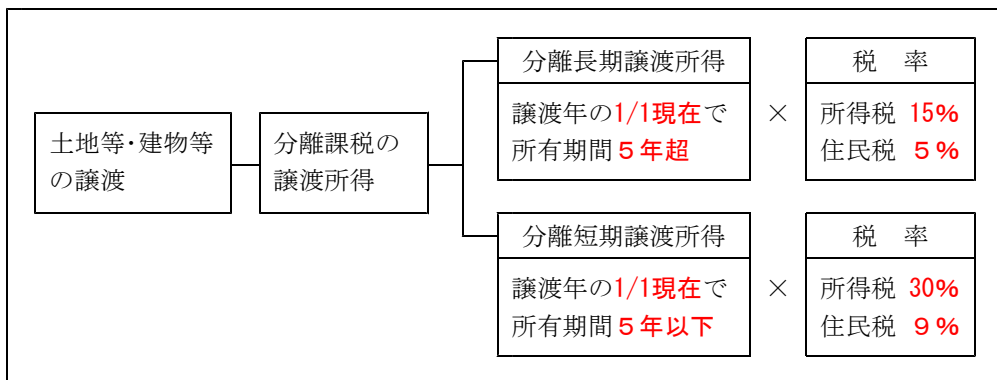 土地等･建物等
の譲渡
分離課税の
譲渡所得
分離長期譲渡所得
譲渡年の1/1現在で
所有期間５年超
×
税　率
所得税 15%
住民税 ５%
分離短期譲渡所得
譲渡年の1/1現在で
所有期間５年以下
×
税　率
所得税 30%
住民税 ９%